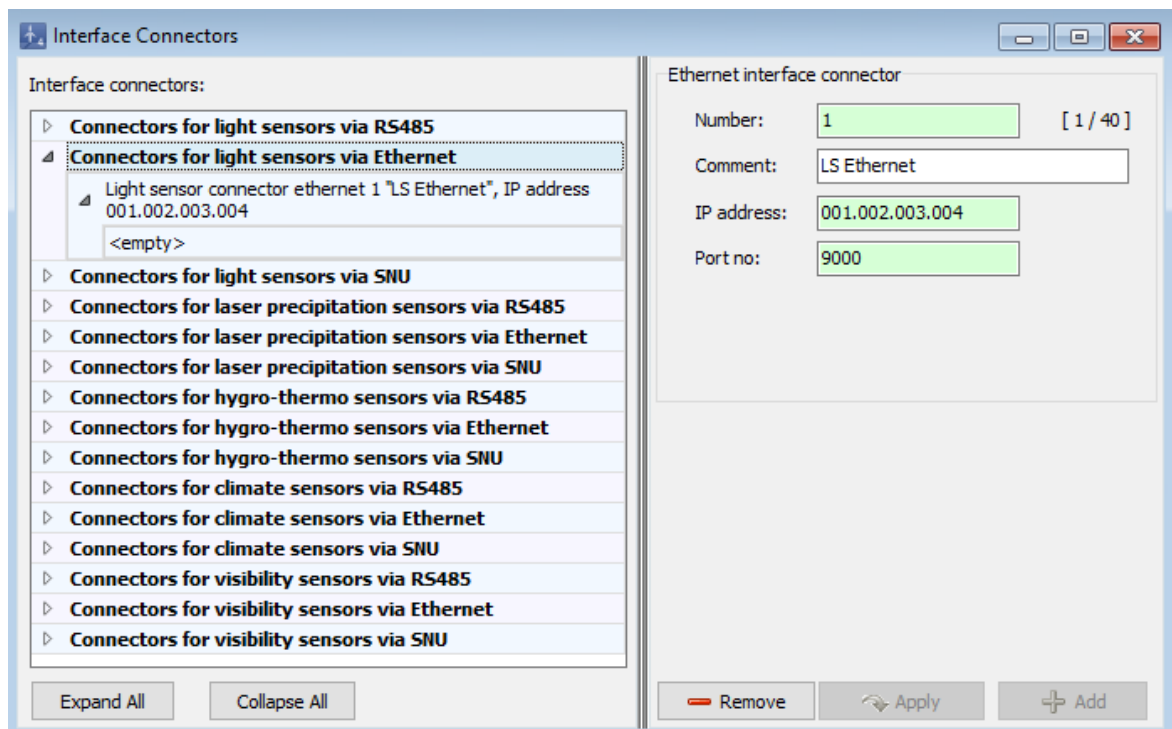 Interface Connectors
Interface connectors:
Connectors for light sensors via RS485
Connectors for light sensors via Ethernet
Light sensor connector ethernet 1 "LS Ethernet", IP address
001.002.003.004
<empty>
Connectors for light sensors via SNU
Connectors for laser precipitation sensors via RS485
Connectors for laser precipitation sensors via Ethernet
Connectors for laser precipitation sensors via SNU
Connectors for hygro-thermo sensors via RS485
Connectors for hygro-thermo sensors via Ethernet
Connectors for hygro-thermo sensors via SNU
Connectors for climate sensors via RS485
Connectors for climate sensors via Ethernet
Connectors for climate sensors via SNU
Connectors for visibility sensors via RS485
Connectors for visibility sensors via Ethernet
Connectors for visibility sensors via SNU
Expand All Collapse All
Ethernet interface connector
Number: 1 [ 1 / 40 ]
Comment: LS Ethernet
IP address: 001.002.003.004
Port no: 9000
Remove Apply Add